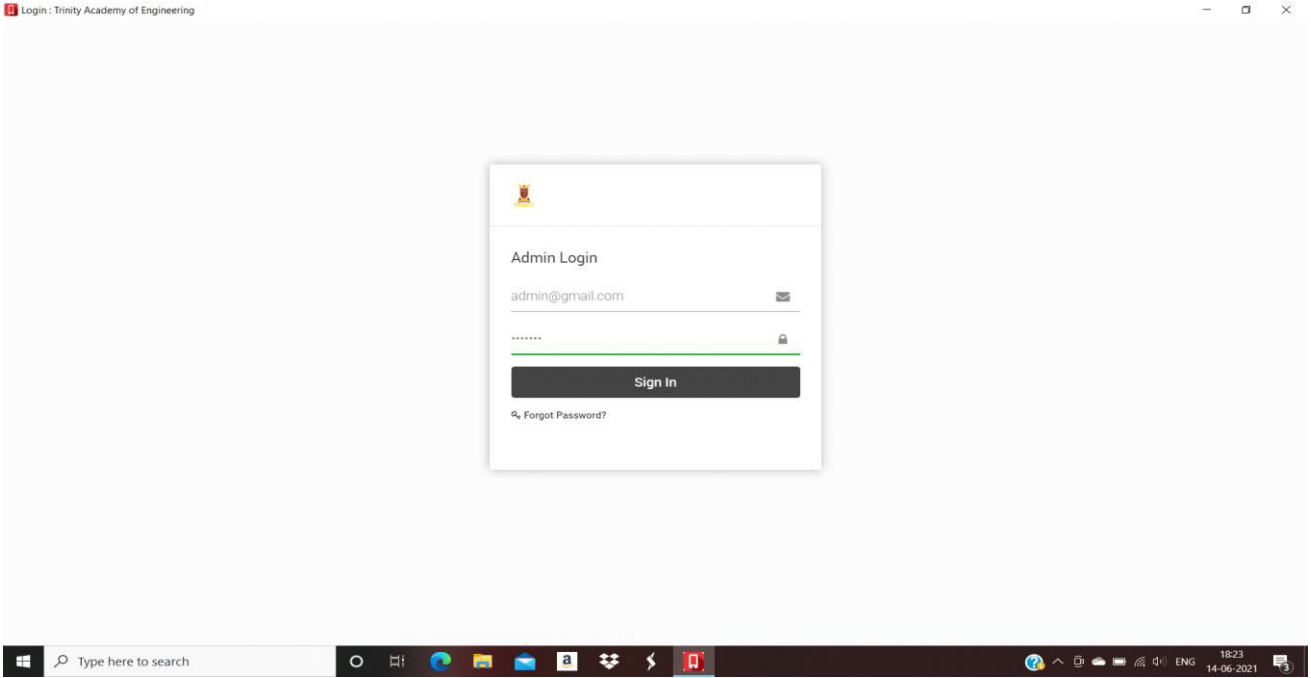 Login : Trinity Academy of Engineering
Admin Login
admin@gmail.com
•••••••
Sign In
Forgot Password?
Type here to search
a
ENG
18:23
14-06-2021
3